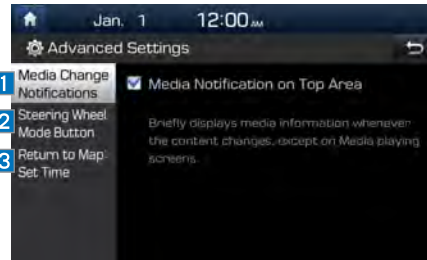 Jan. 1 12:00 AM
Advanced Settings
1 Media Change
Notifications
2 Steering Wheel
Mode Button
3 Return to Map:
Set Time
Media Notification on Top Area
Briefly displays media information whenever
the content changes, except on Media playing
screens.